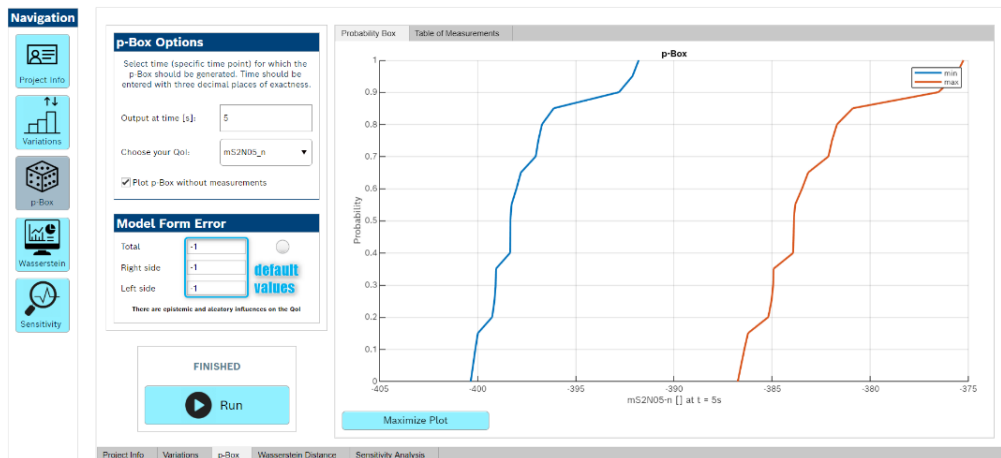 Navigation
Project Info
Variations
p-Box
Wasserstein
Sensitivity
p-Box Options
Select time (specific time point) for which the
p-Box should be generated. Time should be
entered with three decimal places of exactness.
Output at time [s]:
5
Choose your QoI:
mS2N05_n
Plot p-Box without measurements
Model Form Error
Total
-1
Right side
-1
Left side
-1
default
values
There are epistemic and aleatory influences on the QoI
FINISHED
Run
Probability Box
Table of Measurements
p-Box
min
max
Probability
1
0.9
0.8
0.7
0.6
0.5
0.4
0.3
0.2
0.1
0
-405
-400
-395
-390
-385
-380
-375
mS2N05-n [] at t = 5s
Maximize Plot
Project Info
Variations
p-Box
Wasserstein Distance
Sensitivity Analysis